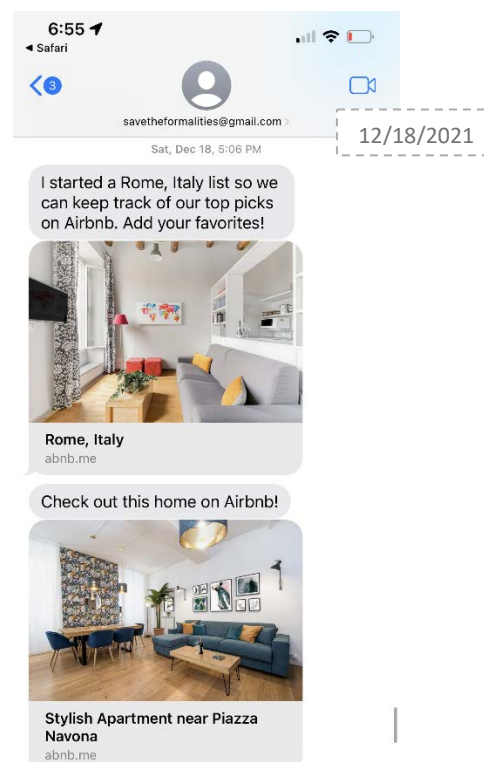 6:55
◀ Safari
3
savetheformalities@gmail.com >
12/18/2021
Sat, Dec 18, 5:06 PM
I started a Rome, Italy list so we
can keep track of our top picks
on Airbnb. Add your favorites!
Rome, Italy
abnb.me
Check out this home on Airbnb!
Stylish Apartment near Piazza
Navona
abnb.me